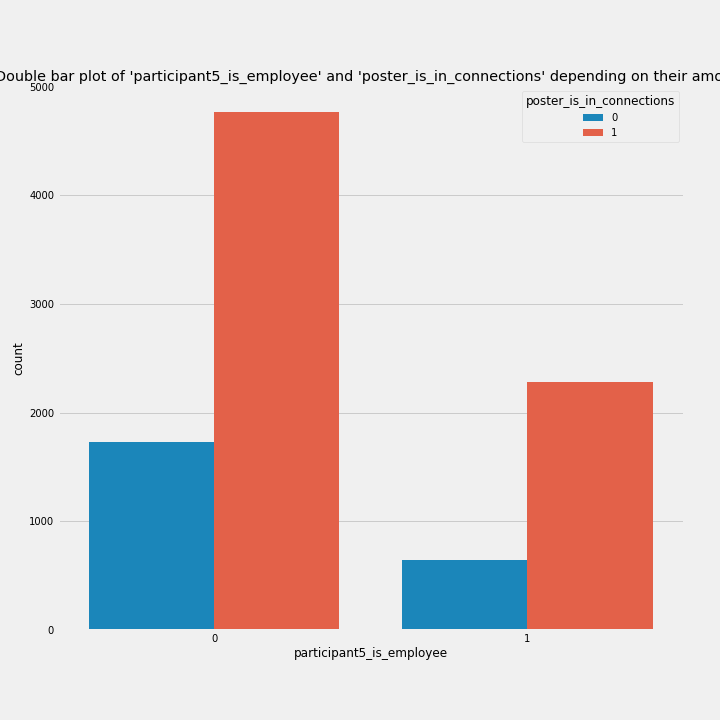 Double bar plot of 'participant5_is_employee' and 'poster_is_in_connections' depending on their
5000
poster_is_in_connections
0
1
4000
3000
count
2000
1000
0
0 1
participant5_is_employee